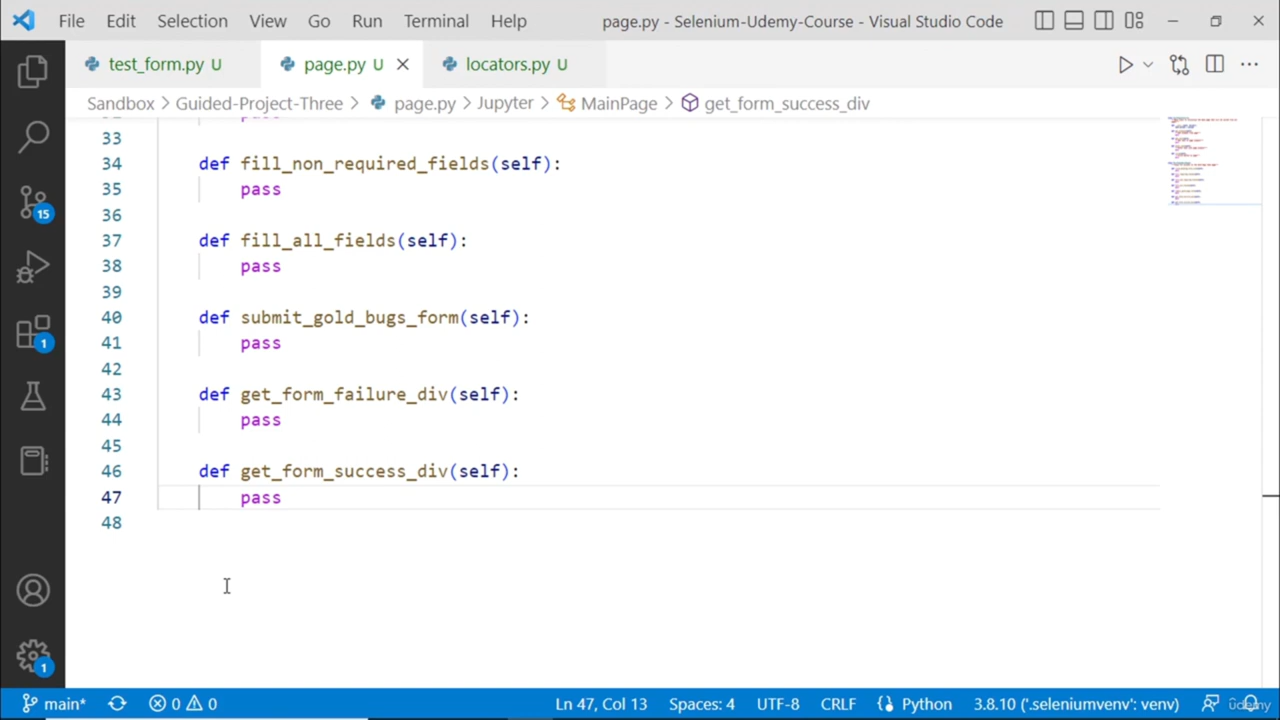 File Edit Selection View Go Run Terminal Help page.py - Selenium-Udemy-Course - Visual Studio Code
test_form.py U page.py U locators.py U
Sandbox > Guided-Project-Three > page.py > Jupyter > MainPage > get_form_success_div
33
34 def fill_non_required_fields(self):
35 pass
36
37 def fill_all_fields(self):
38 pass
39
40 def submit_gold_bugs_form(self):
41 pass
42
43 def get_form_failure_div(self):
44 pass
45
46 def get_form_success_div(self):
47 pass
48
15
1
1
main* 0 0 Ln 47, Col 13 Spaces: 4 UTF-8 CRLF Python 3.8.10 ('.seleniumvenv': venv) udemy